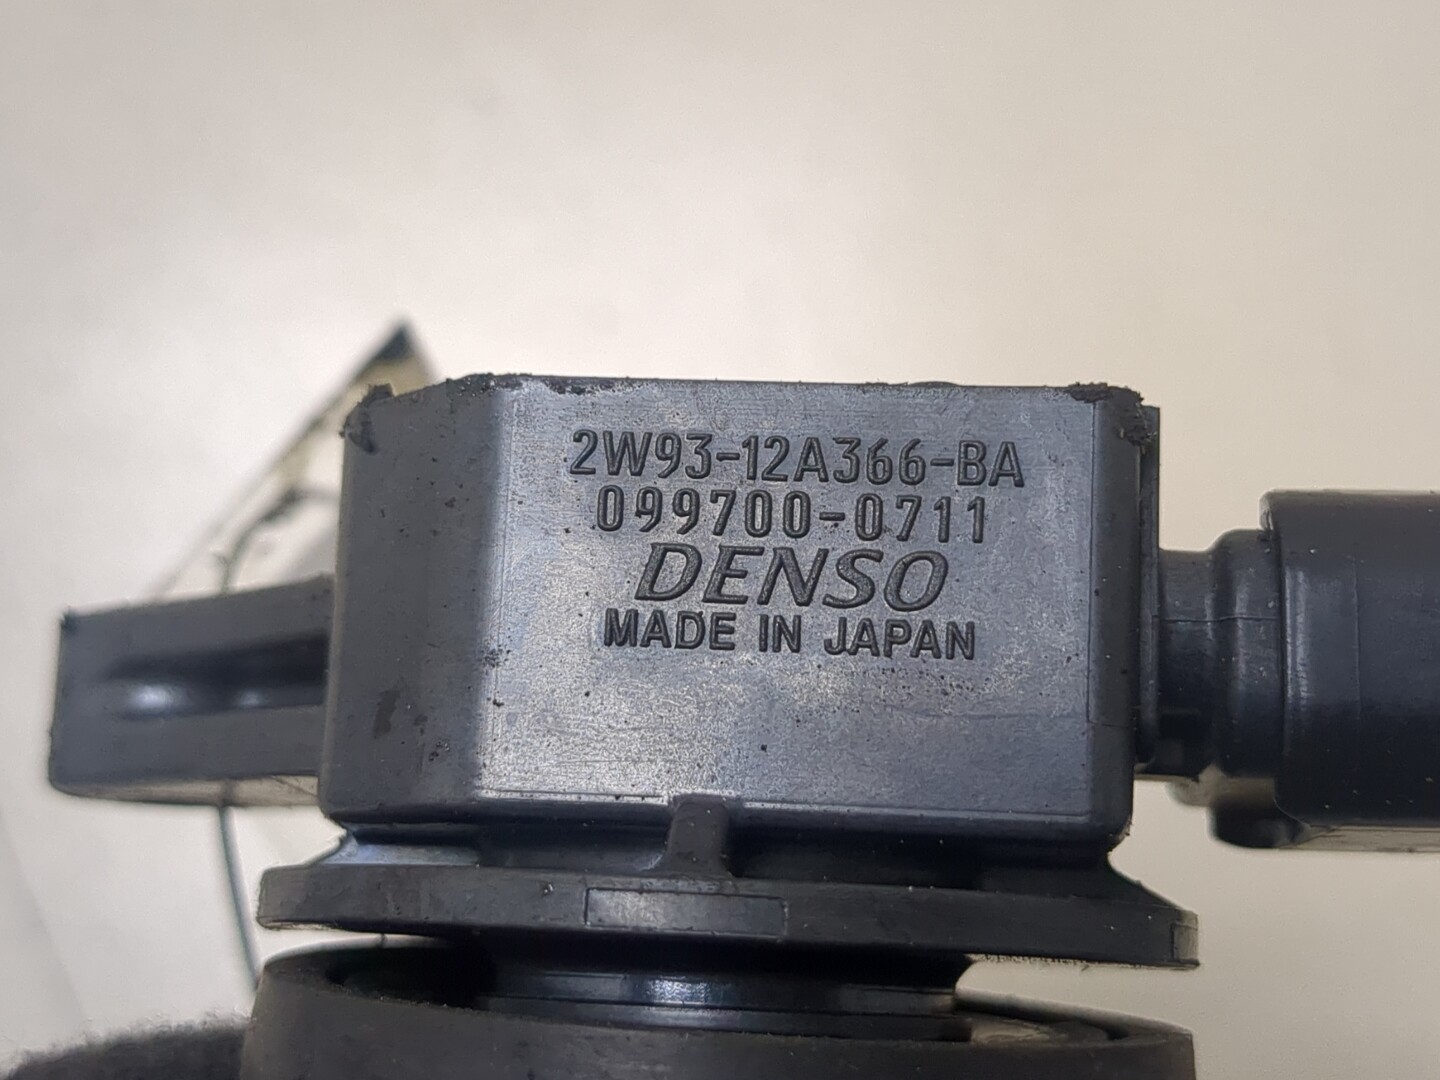 2W93-12A366-BA
099700-0711
DENSO
MADE IN JAPAN